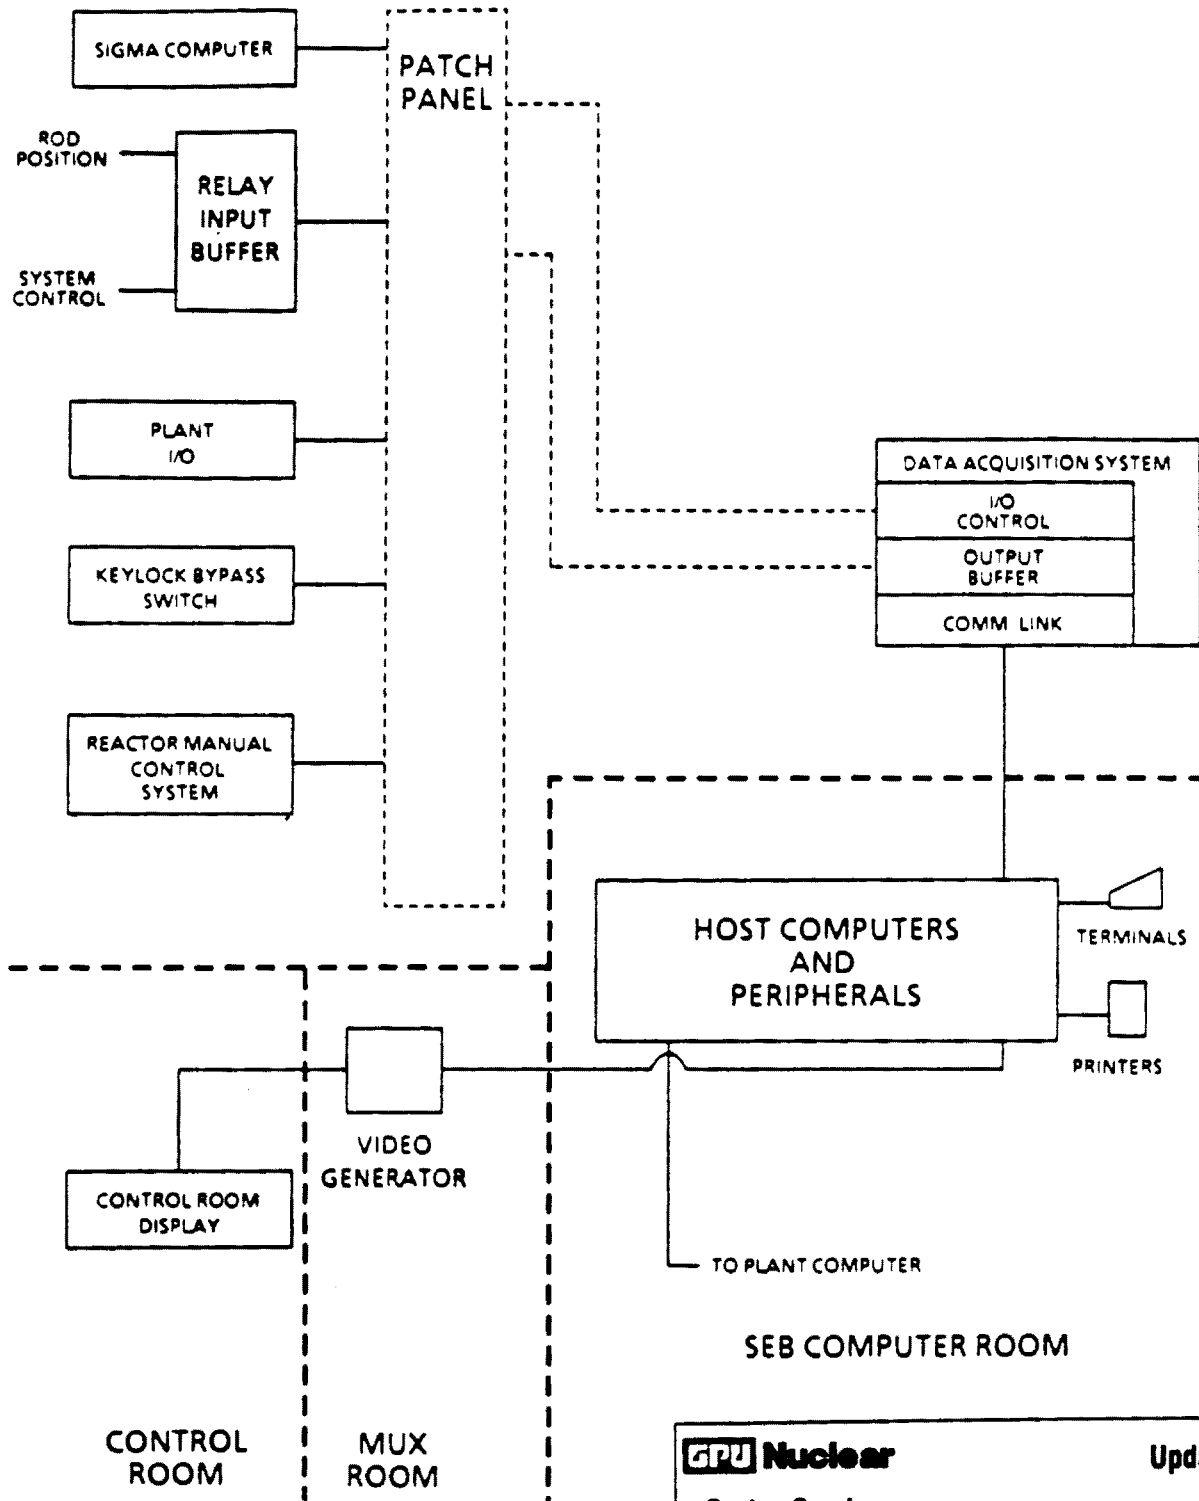 SIGMA COMPUTER
PATCH
PANEL
ROD
POSITION
RELAY
INPUT
BUFFER
SYSTEM
CONTROL
PLANT
I/O
DATA ACQUISITION SYSTEM
I/O
CONTROL
OUTPUT
BUFFER
COMM LINK
KEYLOCK BYPASS
SWITCH
REACTOR MANUAL
CONTROL
SYSTEM
HOST COMPUTERS
AND
PERIPHERALS
TERMINALS
PRINTERS
VIDEO
GENERATOR
CONTROL ROOM
DISPLAY
TO PLANT COMPUTER
SEB COMPUTER ROOM
CONTROL
ROOM
MUX
ROOM
GPU Nuclear